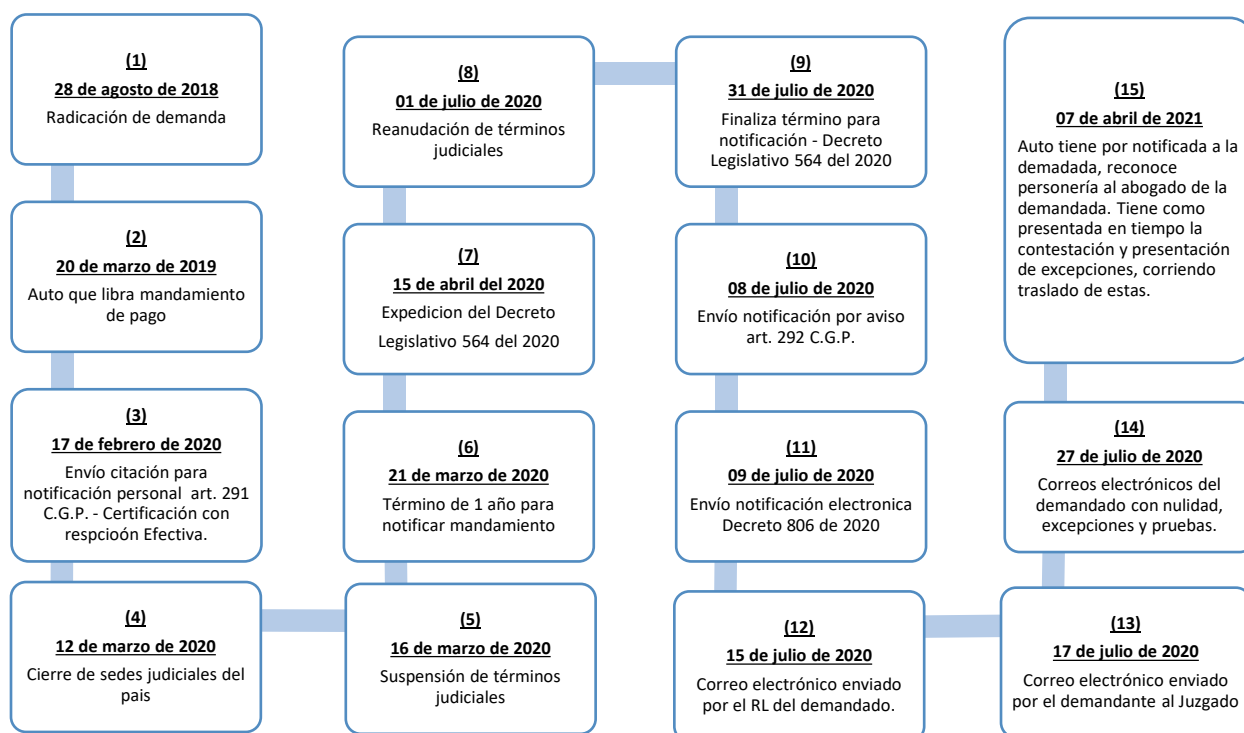 (1)
28 de agosto de 2018
Radicación de demanda
(2)
20 de marzo de 2019
Auto que libra mandamiento
de pago
(3)
17 de febrero de 2020
Envío citación para
notificación personal art. 291
C.G.P. - Certificación con
respcioón Efectiva.
(4)
12 de marzo de 2020
Cierre de sedes judiciales del
pais
(5)
16 de marzo de 2020
Suspensión de términos
judiciales
(6)
21 de marzo de 2020
Término de 1 año para
notificar mandamiento
(7)
15 de abril del 2020
Expedicion del Decreto
Legislativo 564 del 2020
(8)
01 de julio de 2020
Reanudación de términos
judiciales
(9)
31 de julio de 2020
Finaliza término para
notificación - Decreto
Legislativo 564 del 2020
(10)
08 de julio de 2020
Envío notificación por aviso
art. 292 C.G.P.
(11)
09 de julio de 2020
Envío notificación electronica
Decreto 806 de 2020
(12)
15 de julio de 2020
Correo electrónico enviado
por el RL del demandado.
(13)
17 de julio de 2020
Correo electrónico enviado
por el demandante al Juzgado
(14)
27 de julio de 2020
Correos electrónicos del
demandado con nulidad,
excepciones y pruebas.
(15)
07 de abril de 2021
Auto tiene por notificada a la
demadada, reconoce
personería al abogado de la
demandada. Tiene como
presentada en tiempo la
contestación y presentación
de excepciones, corriendo
traslado de estas.